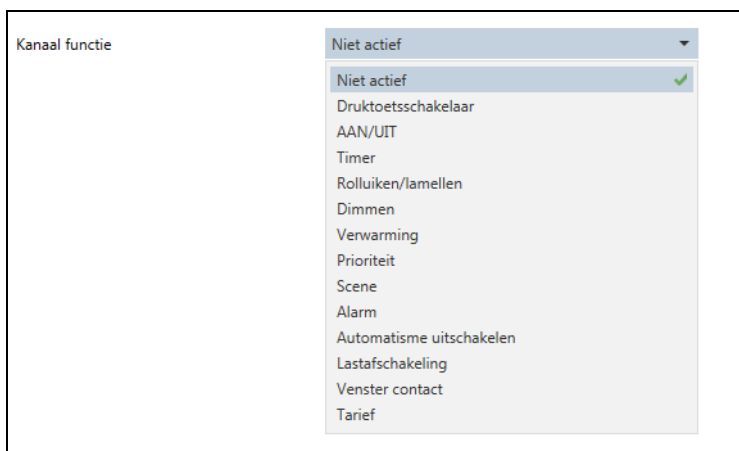 Kanaal functie Niet actief
Niet actief
Druktoetsschakelaar
AAN/UIT
Timer
Rolluiken/lamellen
Dimmen
Verwarming
Prioriteit
Scene
Alarm
Automatisme uitschakelen
Lastafschakeling
Venster contact
Tarief